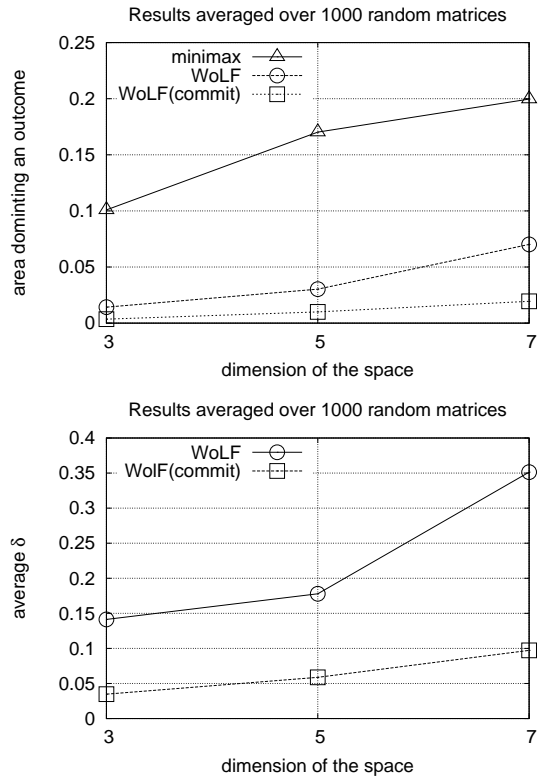 Results averaged over 1000 random matrices
0.25
0.2
0.15
0.1
0.05
0
area dominting an outcome
minimax
WoLF
WoLF(commit)
3
5
7
dimension of the space
Results averaged over 1000 random matrices
0.4
0.35
0.3
0.25
0.2
0.15
0.1
0.05
0
average δ
WoLF
WolF(commit)
3
5
7
dimension of the space